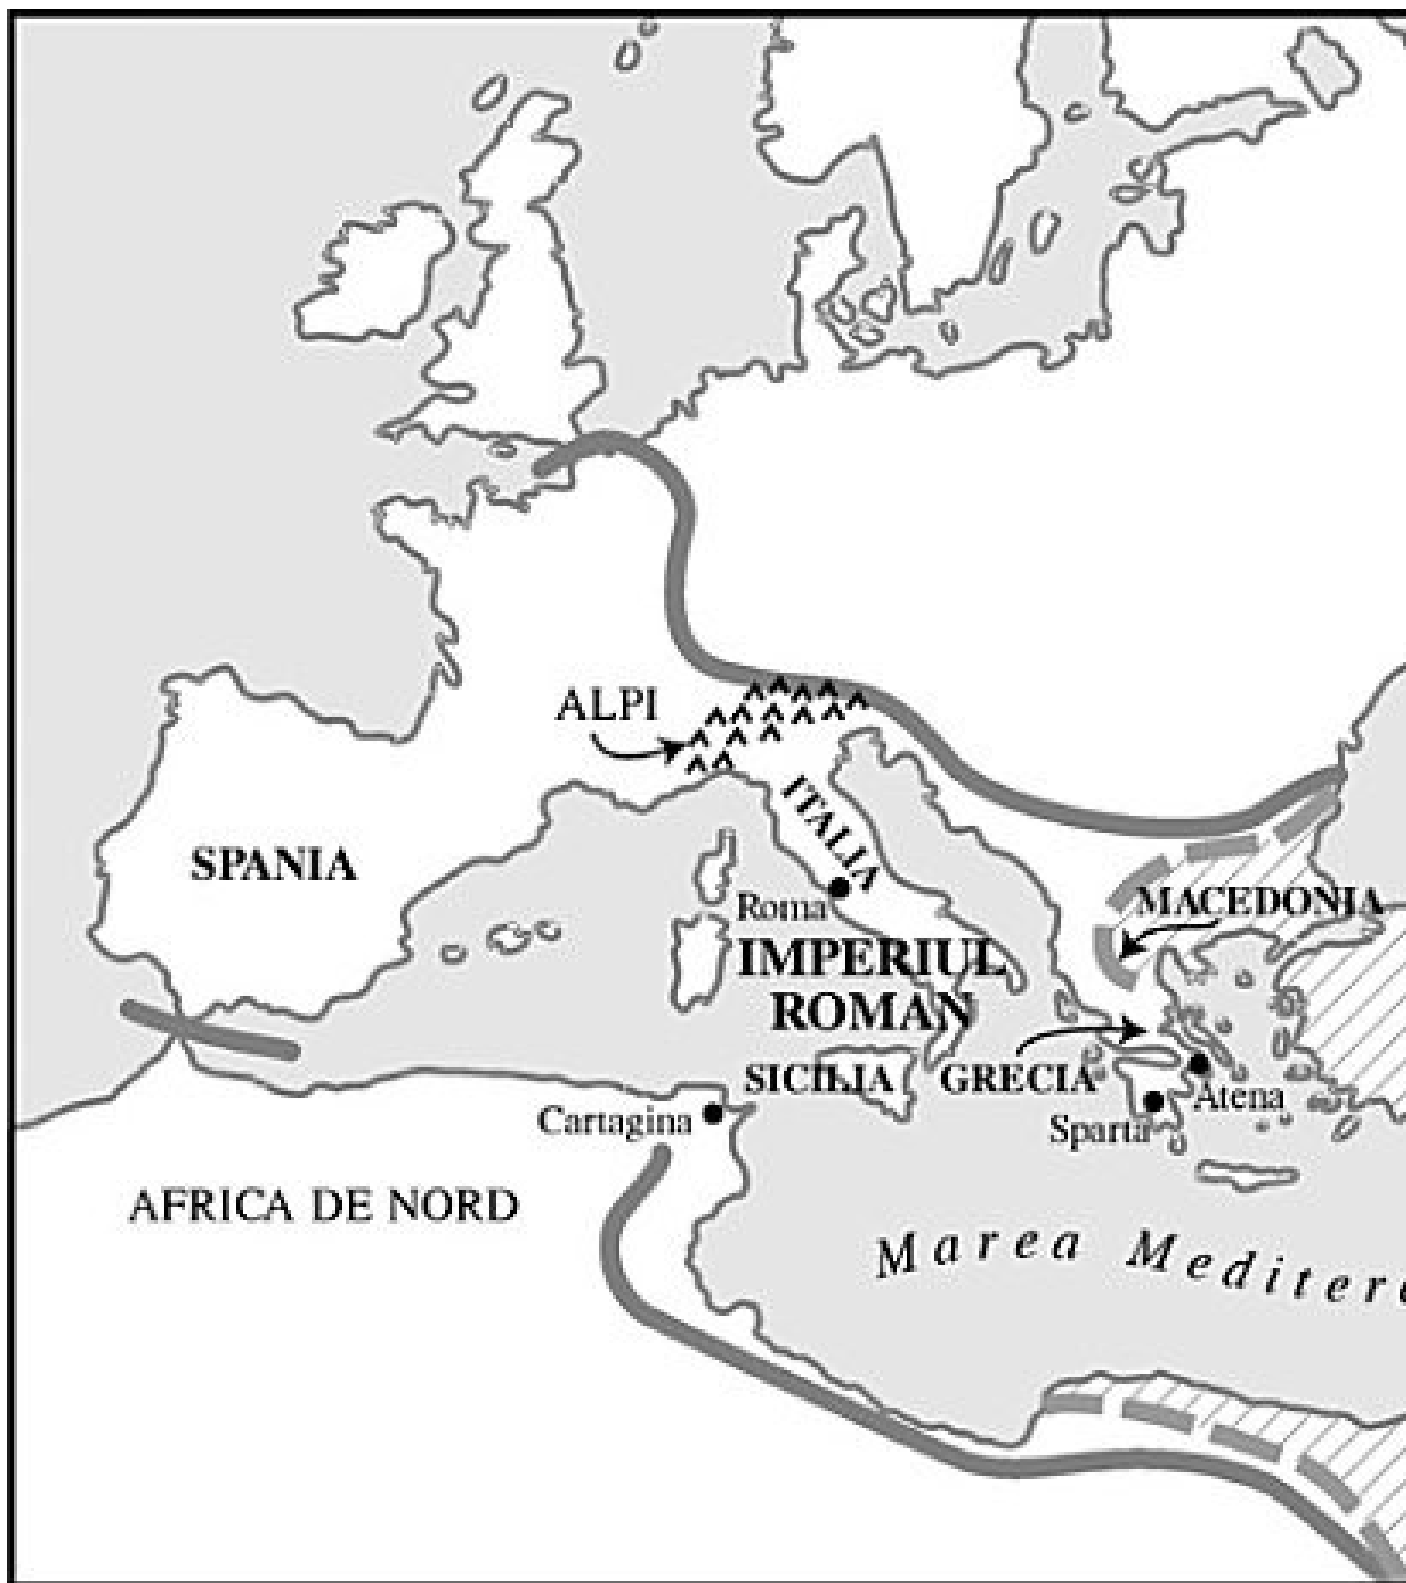 ALPI
ITALIA
SPANIA
MACEDONIA
Roma
IMPERIUL
ROMAN
SICILIA
GRECIA
Atena
Cartagina
Sparta
AFRICA DE NORD
Marea Mediter